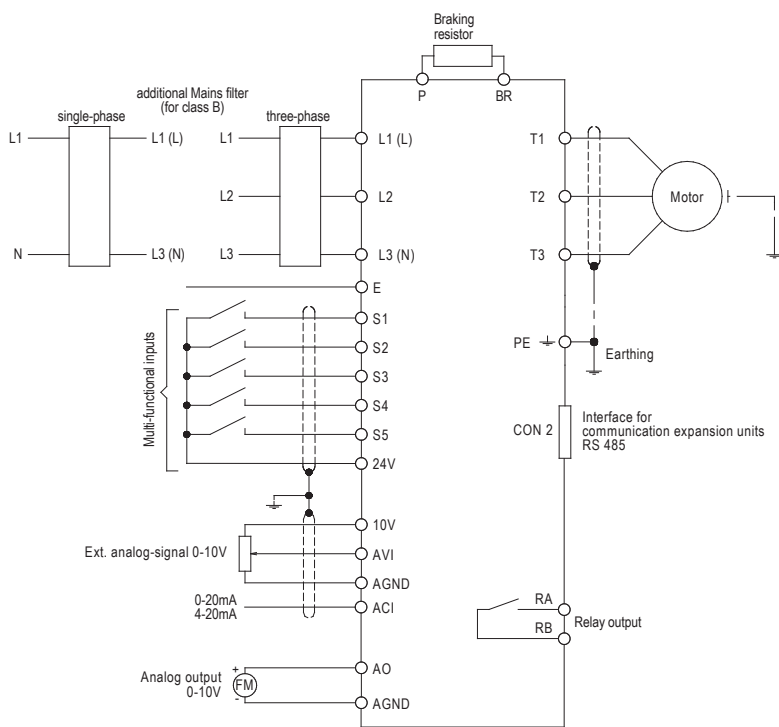 Braking
resistor
P
BR
additional Mains filter
(for class B)
single-phase
three-phase
L1
L1 (L)
L1
L1 (L)
T1
L2
L2
T2
Motor
N
L3 (N)
L3
L3 (N)
T3
E
Multi-functional inputs
S1
S2
S3
S4
S5
24V
PE
Earthing
CON 2
Interface for
communication expansion units
RS 485
10V
Ext. analog-signal 0-10V
AVI
AGND
0-20mA
4-20mA
ACI
RA
RB
Relay output
Analog output
0-10V
+
FM
-
AO
AGND